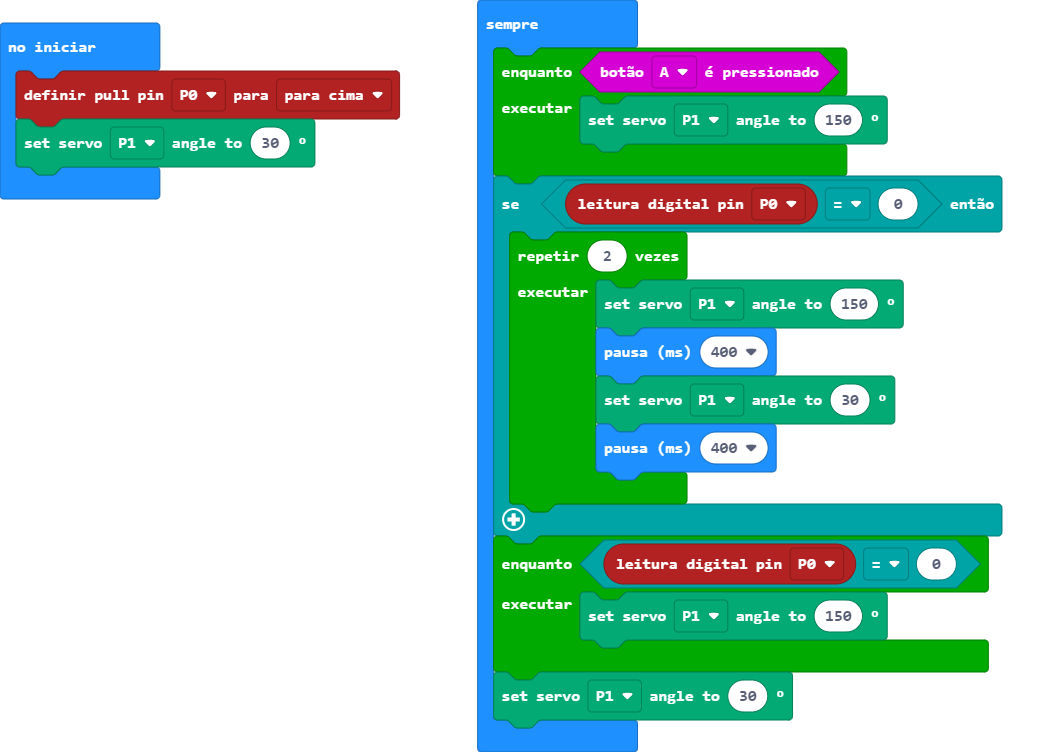 no iniciar
definir pull pin P0 para para cima
set servo P1 angle to 30 º
sempre
enquanto botão A é pressionado
executar set servo P1 angle to 150 º
se leitura digital pin P0 = 0 então
repetir 2 vezes
executar set servo P1 angle to 150 º
pausa (ms) 400
set servo P1 angle to 30 º
pausa (ms) 400
enquanto leitura digital pin P0 = 0
executar set servo P1 angle to 150 º
set servo P1 angle to 30 º